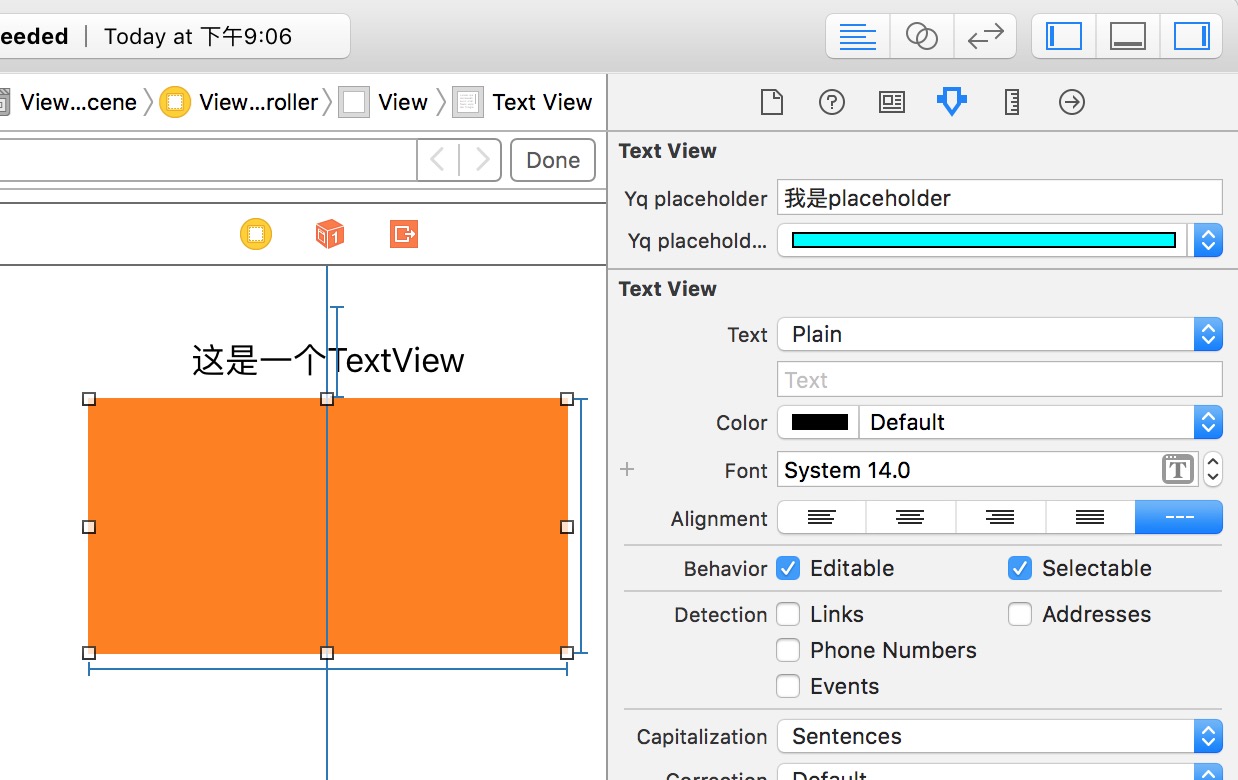 eeded | Today at 下午9:06
View...cene 〉 View...roller 〉 View 〉 Text View
Done
这是一个TextView
Text View
Yq placeholder 我是placeholder
Yq placehold...
Text View
Text Plain
Text
Color Default
+ Font System 14.0 T
Alignment ---
Behavior Editable Selectable
Detection Links Addresses
Phone Numbers
Events
Capitalization Sentences
Correction Default